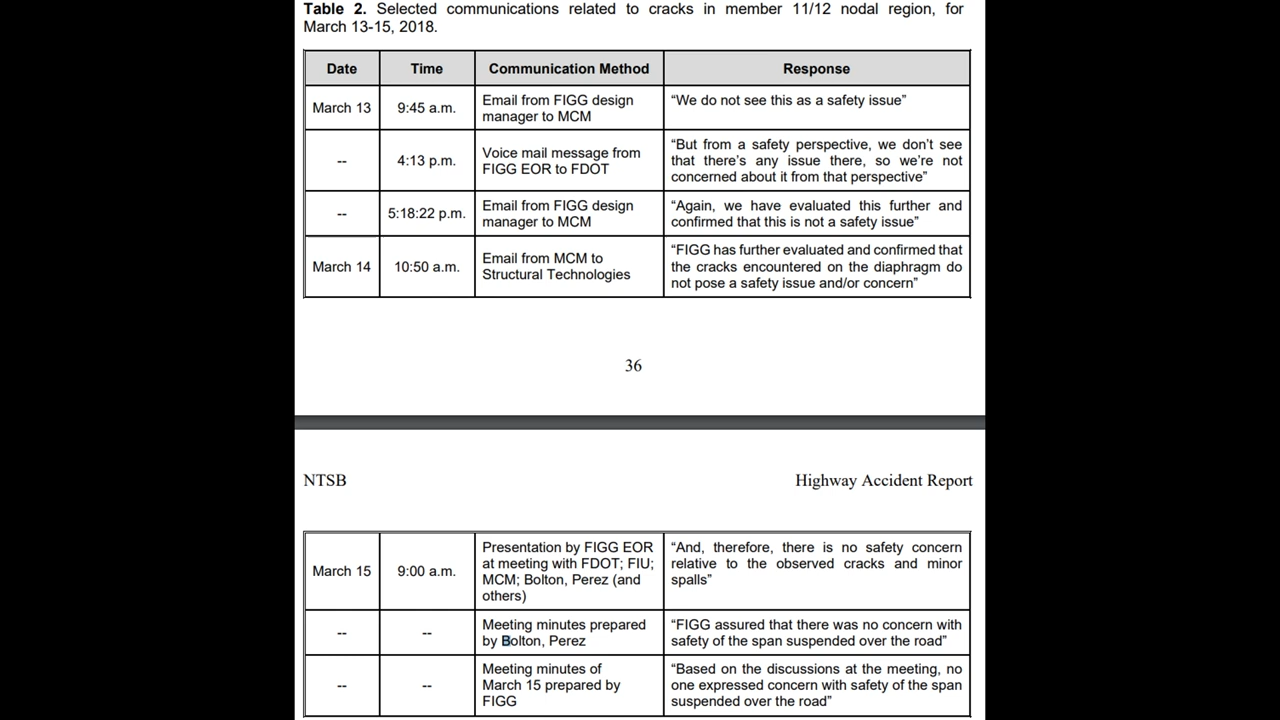 Table 2. Selected communications related to cracks in member 11/12 nodal region, for
March 13-15, 2018.
Date Time Communication Method Response
March 13 9:45 a.m. Email from FIGG design
manager to MCM
“We do not see this as a safety issue”
-- 4:13 p.m. Voice mail message from
FIGG EOR to FDOT
“But from a safety perspective, we don’t see
that there’s any issue there, so we’re not
concerned about it from that perspective”
-- 5:18:22 p.m. Email from FIGG design
manager to MCM
“Again, we have evaluated this further and
confirmed that this is not a safety issue”
March 14 10:50 a.m. Email from MCM to
Structural Technologies
“FIGG has further evaluated and confirmed that
the cracks encountered on the diaphragm do
not pose a safety issue and/or concern”
36
NTSB Highway Accident Report
March 15 9:00 a.m. Presentation by FIGG EOR
at meeting with FDOT; FIU;
MCM; Bolton, Perez (and
others)
“And, therefore, there is no safety concern
relative to the observed cracks and minor
spalls”
-- -- Meeting minutes prepared
by Bolton, Perez
“FIGG assured that there was no concern with
safety of the span suspended over the road”
-- -- Meeting minutes of
March 15 prepared by
FIGG
“Based on the discussions at the meeting, no
one expressed concern with safety of the span
suspended over the road”